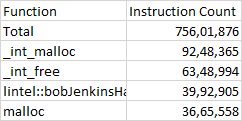 Function Instruction Count
Total 756,01,876
_int_malloc 92,48,365
_int_free 63,48,994
lintel::bobJenkinsHa 39,92,905
malloc 36,65,558